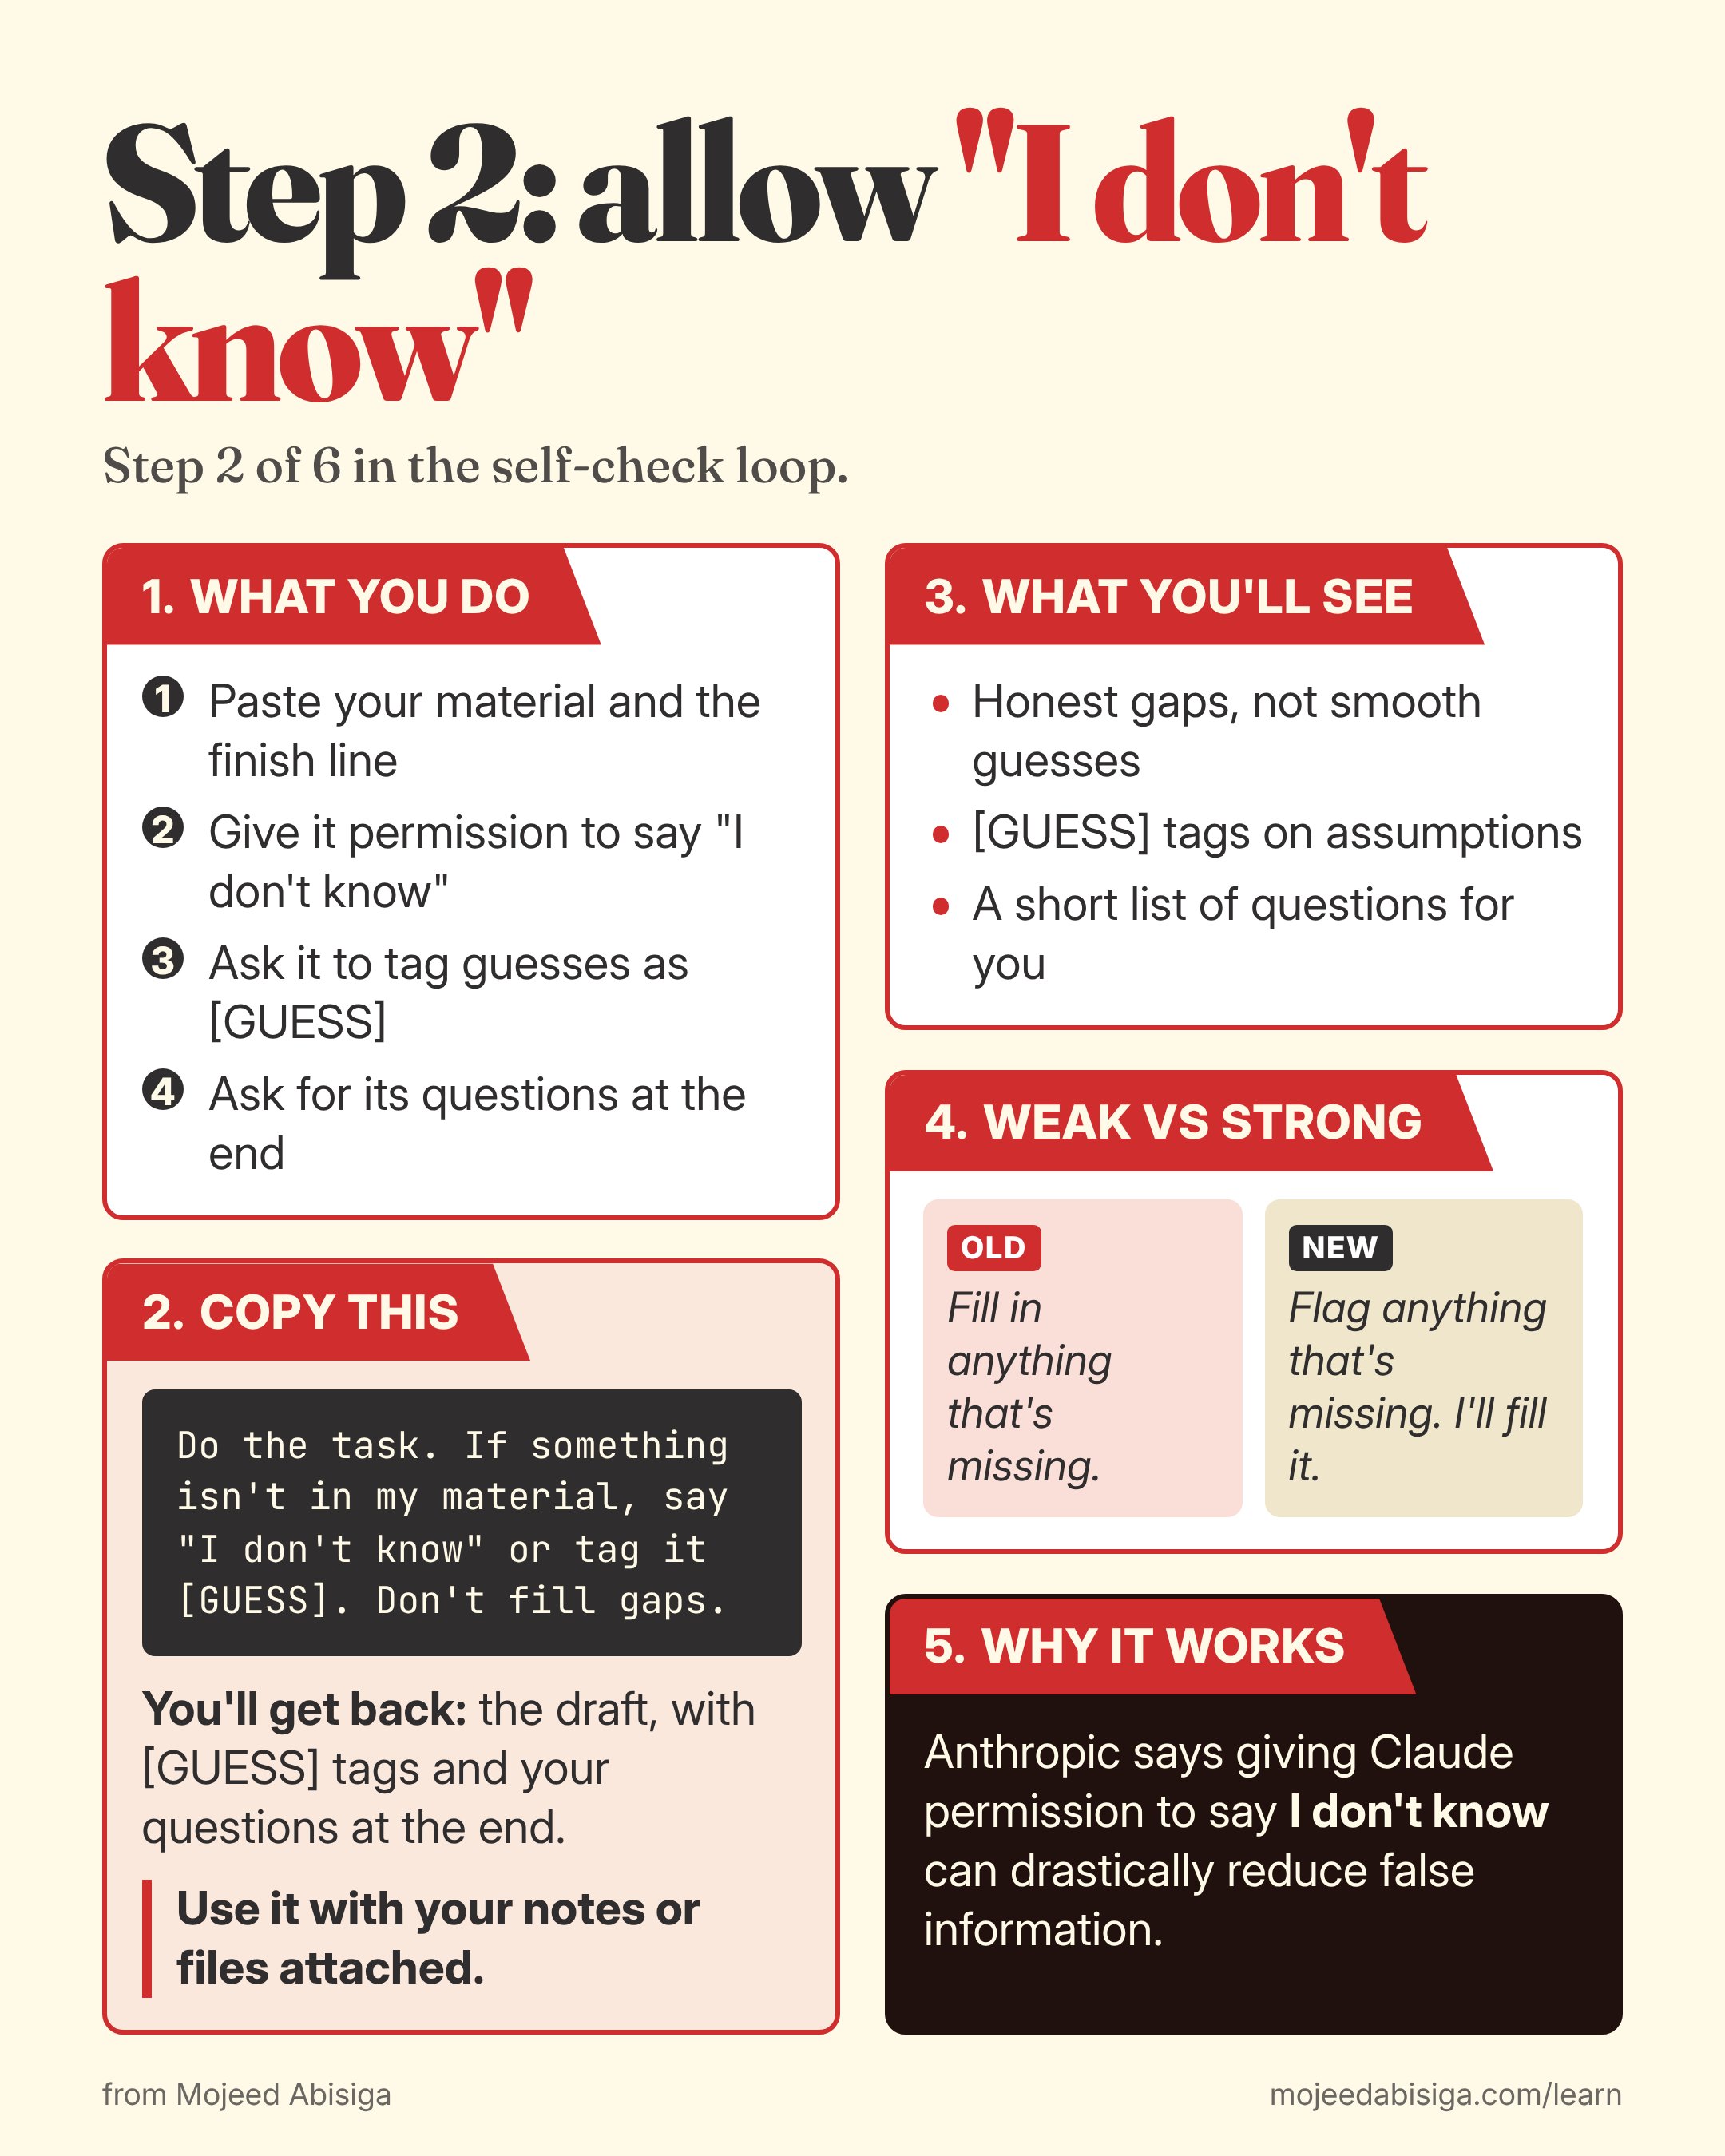 Step 2: allow "I don't
know"
Step 2 of 6 in the self-check loop.
1. WHAT YOU DO
1 Paste your material and the
finish line
2 Give it permission to say "I
don't know"
3 Ask it to tag guesses as
[GUESS]
4 Ask for its questions at the
end
2. COPY THIS
Do the task. If something
isn't in my material, say
"I don't know" or tag it
[GUESS]. Don't fill gaps.
You'll get back: the draft, with
[GUESS] tags and your
questions at the end.
Use it with your notes or
files attached.
3. WHAT YOU'LL SEE
• Honest gaps, not smooth
guesses
• [GUESS] tags on assumptions
• A short list of questions for
you
4. WEAK VS STRONG
OLD
Fill in
anything
that's
missing.
NEW
Flag anything
that's
missing. I'll fill
it.
5. WHY IT WORKS
Anthropic says giving Claude
permission to say I don't know
can drastically reduce false
information.
from Mojeed Abisiga
mojeedabisiga.com/learn